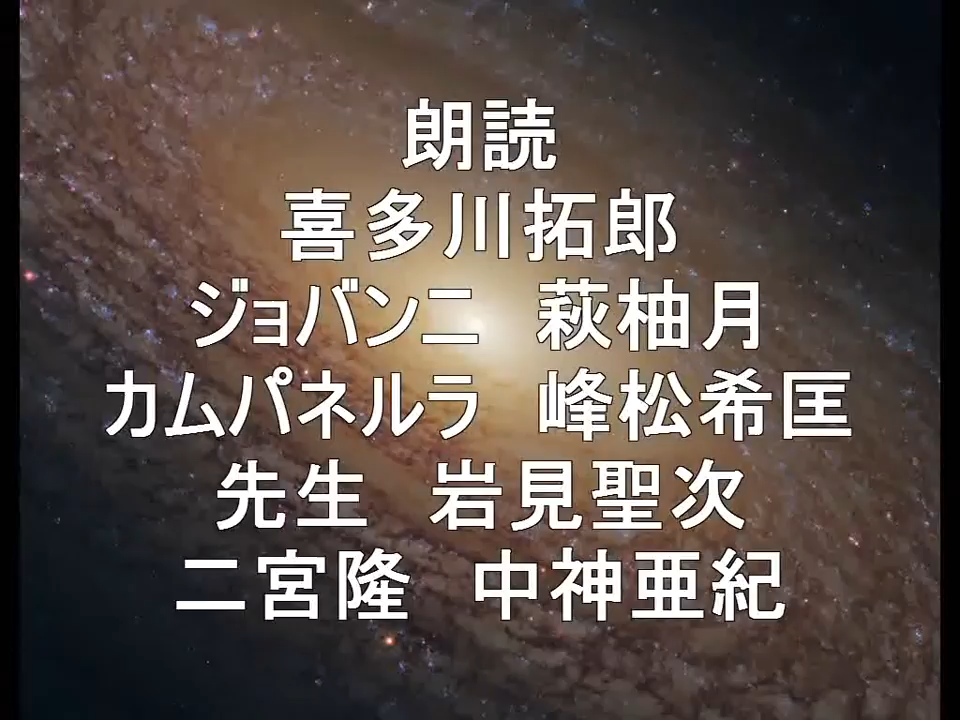 朗読
喜多川拓郎
ジョバンニ　萩柚月
カムパネルラ　峰松希匡
先生　岩見聖次
二宮隆　中神亜紀